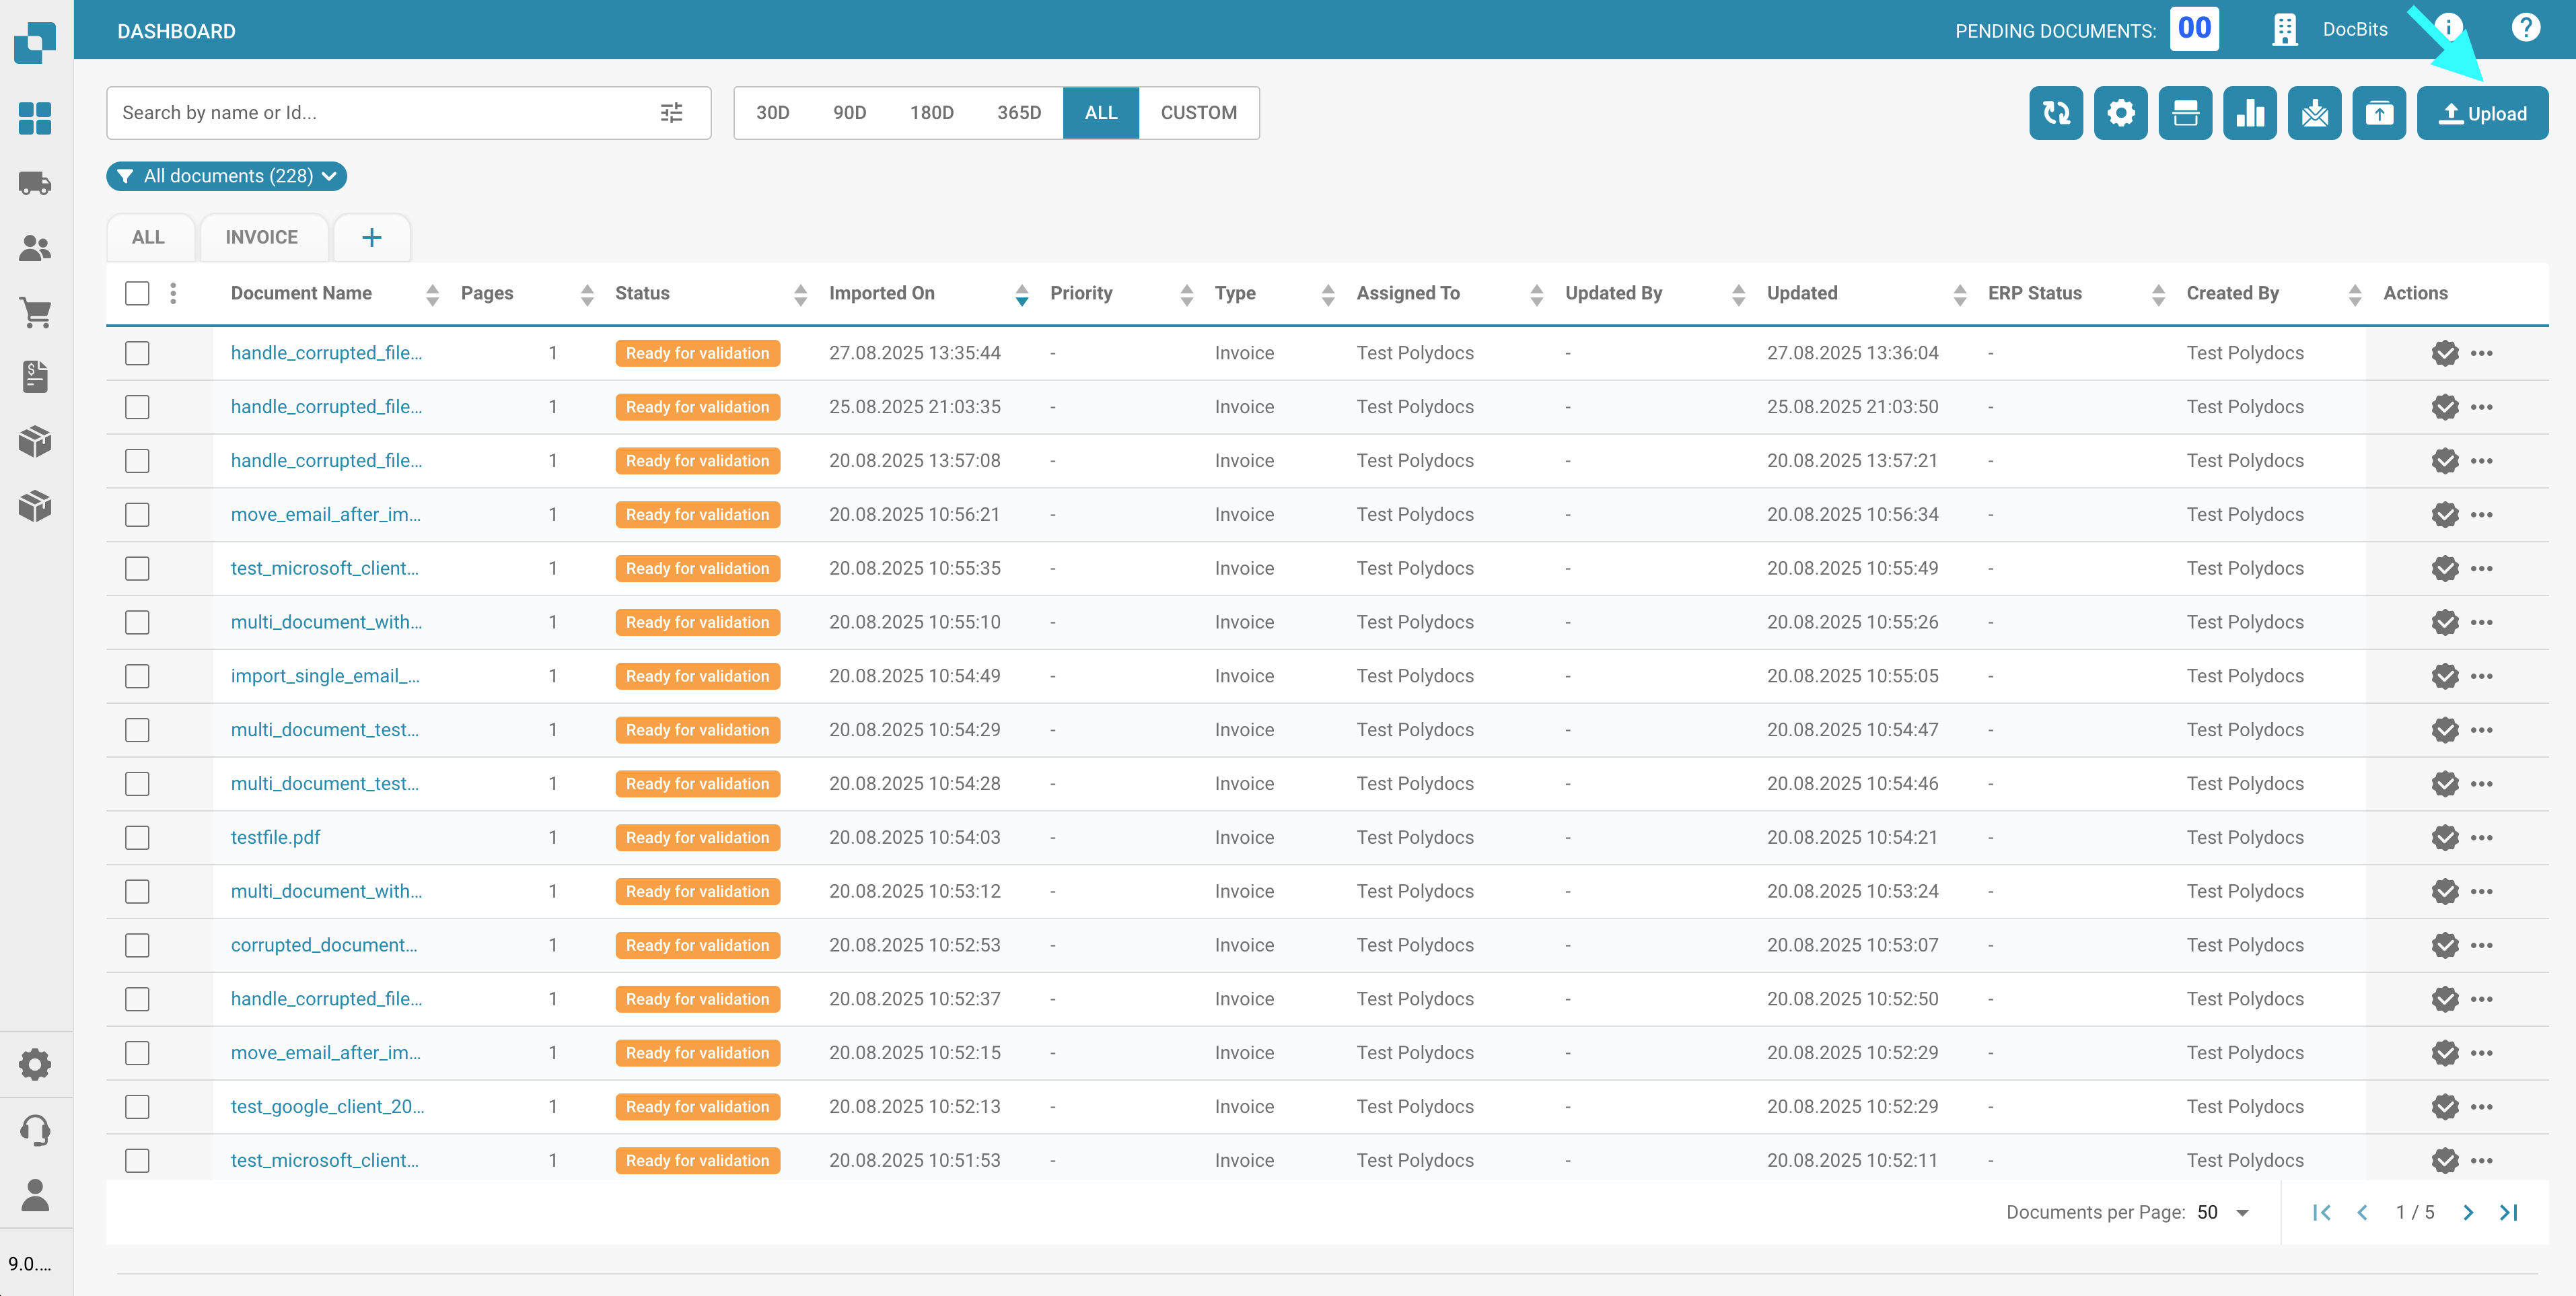 DASHBOARD
PENDING DOCUMENTS: 00 DocBits
Search by name or Id... 30D 90D 180D 365D ALL CUSTOM Upload
All documents (228)
ALL INVOICE +
Document Name Pages Status Imported On Priority Type Assigned To Updated By Updated ERP Status Created By Actions
handle_corrupted_file... 1 Ready for validation 27.08.2025 13:35:44 - Invoice Test Polydocs - 27.08.2025 13:36:04 - Test Polydocs
handle_corrupted_file... 1 Ready for validation 25.08.2025 21:03:35 - Invoice Test Polydocs - 25.08.2025 21:03:50 - Test Polydocs
handle_corrupted_file... 1 Ready for validation 20.08.2025 13:57:08 - Invoice Test Polydocs - 20.08.2025 13:57:21 - Test Polydocs
move_email_after_im... 1 Ready for validation 20.08.2025 10:56:21 - Invoice Test Polydocs - 20.08.2025 10:56:34 - Test Polydocs
test_microsoft_client... 1 Ready for validation 20.08.2025 10:55:35 - Invoice Test Polydocs - 20.08.2025 10:55:49 - Test Polydocs
multi_document_with... 1 Ready for validation 20.08.2025 10:55:10 - Invoice Test Polydocs - 20.08.2025 10:55:26 - Test Polydocs
import_single_email_... 1 Ready for validation 20.08.2025 10:54:49 - Invoice Test Polydocs - 20.08.2025 10:55:05 - Test Polydocs
multi_document_test... 1 Ready for validation 20.08.2025 10:54:29 - Invoice Test Polydocs - 20.08.2025 10:54:47 - Test Polydocs
multi_document_test... 1 Ready for validation 20.08.2025 10:54:28 - Invoice Test Polydocs - 20.08.2025 10:54:46 - Test Polydocs
testfile.pdf 1 Ready for validation 20.08.2025 10:54:03 - Invoice Test Polydocs - 20.08.2025 10:54:21 - Test Polydocs
multi_document_with... 1 Ready for validation 20.08.2025 10:53:12 - Invoice Test Polydocs - 20.08.2025 10:53:24 - Test Polydocs
corrupted_document... 1 Ready for validation 20.08.2025 10:52:53 - Invoice Test Polydocs - 20.08.2025 10:53:07 - Test Polydocs
handle_corrupted_file... 1 Ready for validation 20.08.2025 10:52:37 - Invoice Test Polydocs - 20.08.2025 10:52:50 - Test Polydocs
move_email_after_im... 1 Ready for validation 20.08.2025 10:52:15 - Invoice Test Polydocs - 20.08.2025 10:52:29 - Test Polydocs
test_google_client_20... 1 Ready for validation 20.08.2025 10:52:13 - Invoice Test Polydocs - 20.08.2025 10:52:29 - Test Polydocs
test_microsoft_client... 1 Ready for validation 20.08.2025 10:51:53 - Invoice Test Polydocs - 20.08.2025 10:52:11 - Test Polydocs
Documents per Page: 50 1 / 5
9.0....